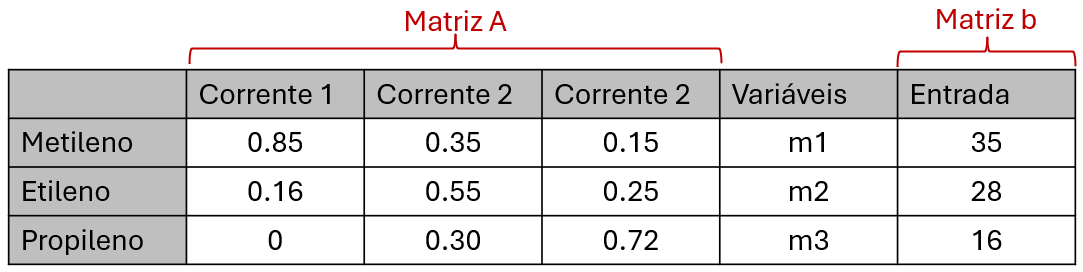 Matriz A
Matriz b
Corrente 1 Corrente 2 Corrente 2 Variáveis Entrada
Metileno 0.85 0.35 0.15 m1 35
Etileno 0.16 0.55 0.25 m2 28
Propileno 0 0.30 0.72 m3 16